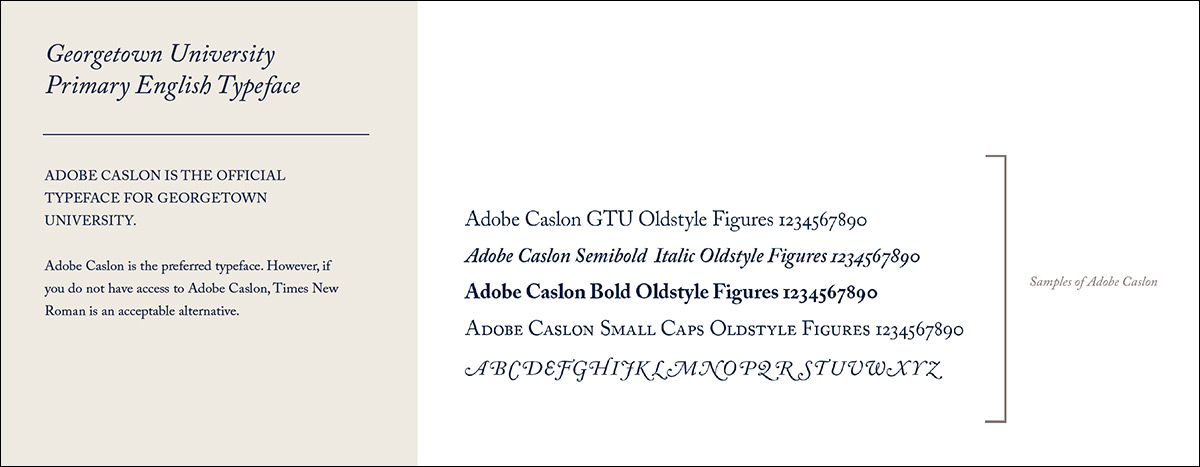 Georgetown University
Primary English Typeface
ADOBE CASLON IS THE OFFICIAL
TYPEFACE FOR GEORGETOWN
UNIVERSITY.
Adobe Caslon is the preferred typeface. However, if
you do not have access to Adobe Caslon, Times New
Roman is an acceptable alternative.
Adobe Caslon GTU Oldstyle Figures 1234567890
Adobe Caslon Semibold Italic Oldstyle Figures 1234567890
Adobe Caslon Bold Oldstyle Figures 1234567890
Adobe Caslon Small Caps Oldstyle Figures 1234567890
ABCDEFGHIJKLMNOPQRSTUVWXYZ
Samples of Adobe Caslon